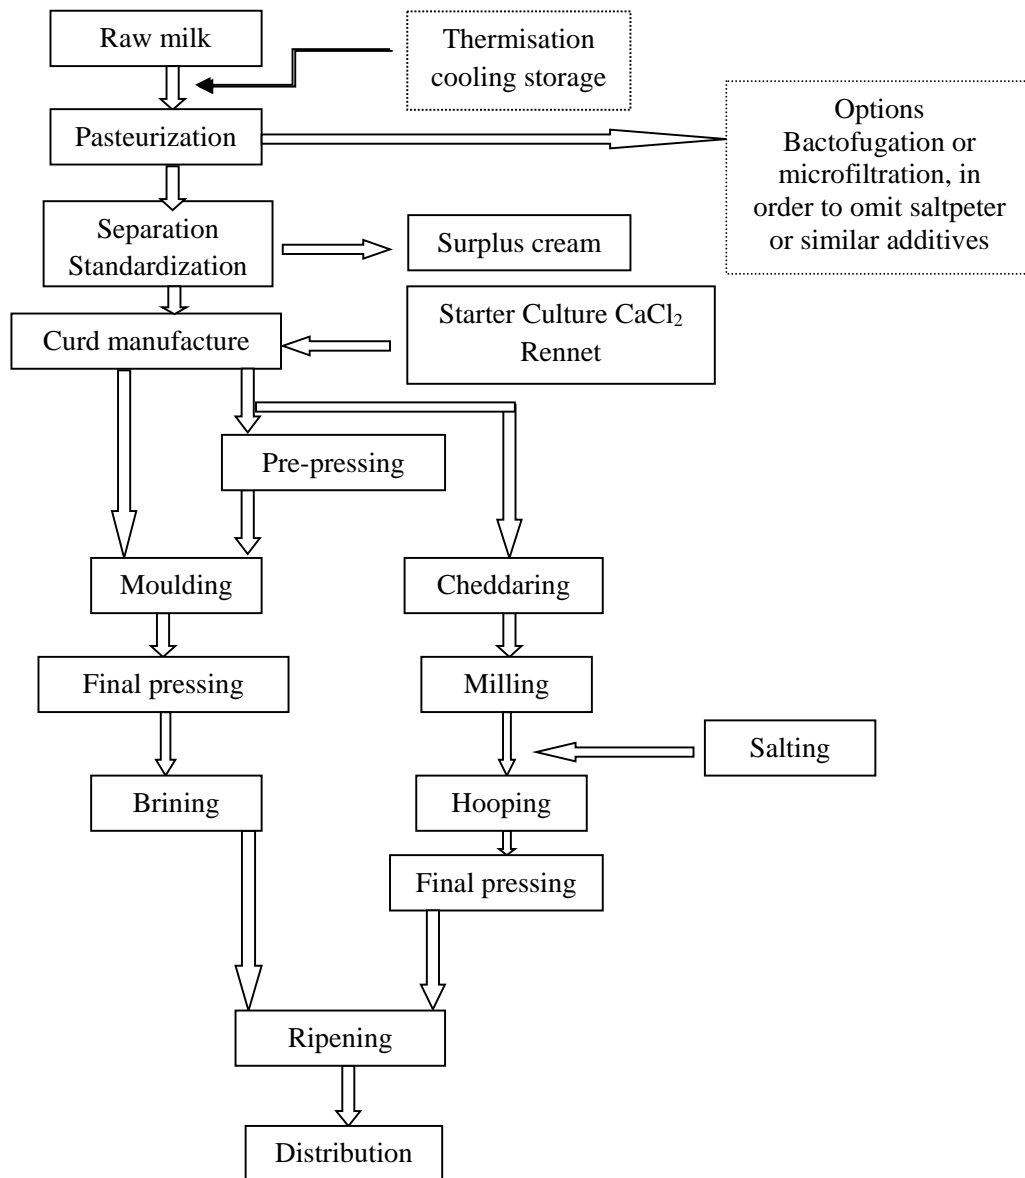 Raw milk
Thermisation
cooling storage
Options
Bactofugation or
microfiltration, in
order to omit saltpeter
or similar additives
Pasteurization
Separation
Standardization
Surplus cream
Starter Culture CaCl₂
Rennet
Curd manufacture
Pre-pressing
Moulding
Cheddaring
Final pressing
Milling
Salting
Brining
Hooping
Final pressing
Ripening
Distribution